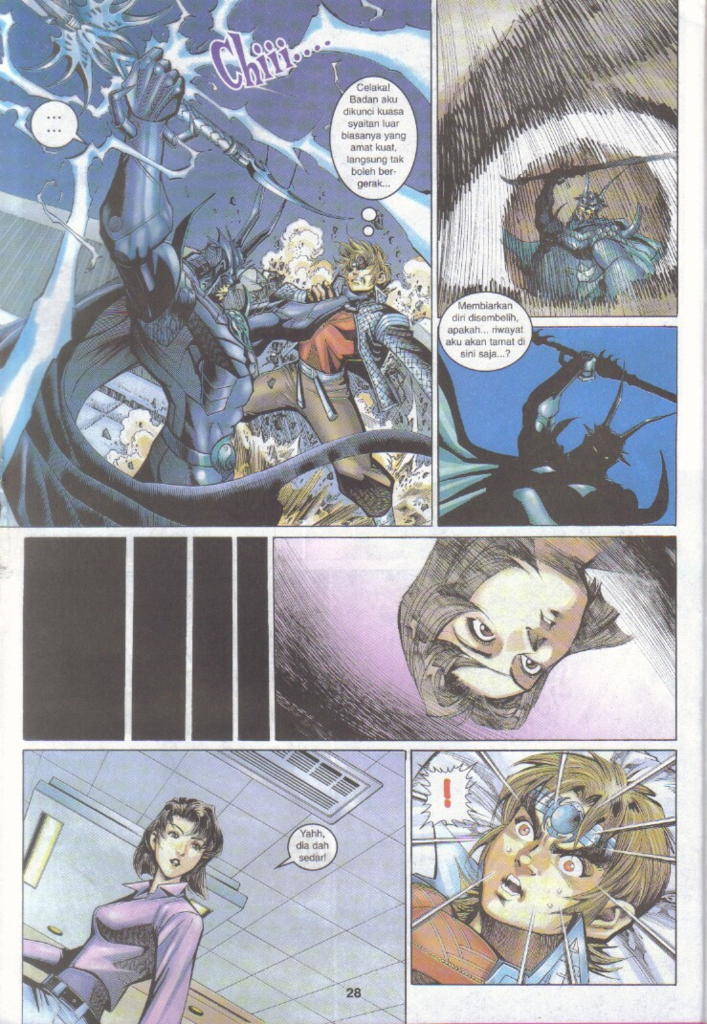 Chiii....
... ...
Celaka!
Badan aku
dikunci kuasa
syaitan luar
biasanya yang
amat kuat,
langsung tak
boleh ber-
gerak...
Membiarkan
diri disembelih,
apakah... riwayat
aku akan tamat di
sini saja...?
Yahh,
dia dah
sedar!
!
28